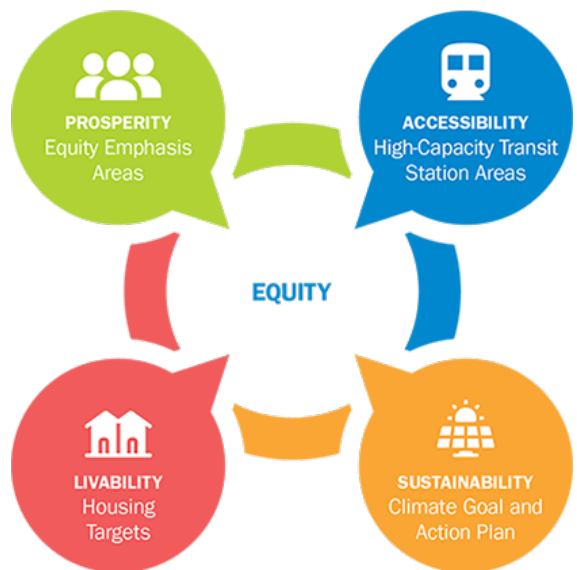 PROSPERITY
Equity Emphasis
Areas
ACCESSIBILITY
High-Capacity Transit
Station Areas
EQUITY
LIVABILITY
Housing
Targets
SUSTAINABILITY
Climate Goal and
Action Plan